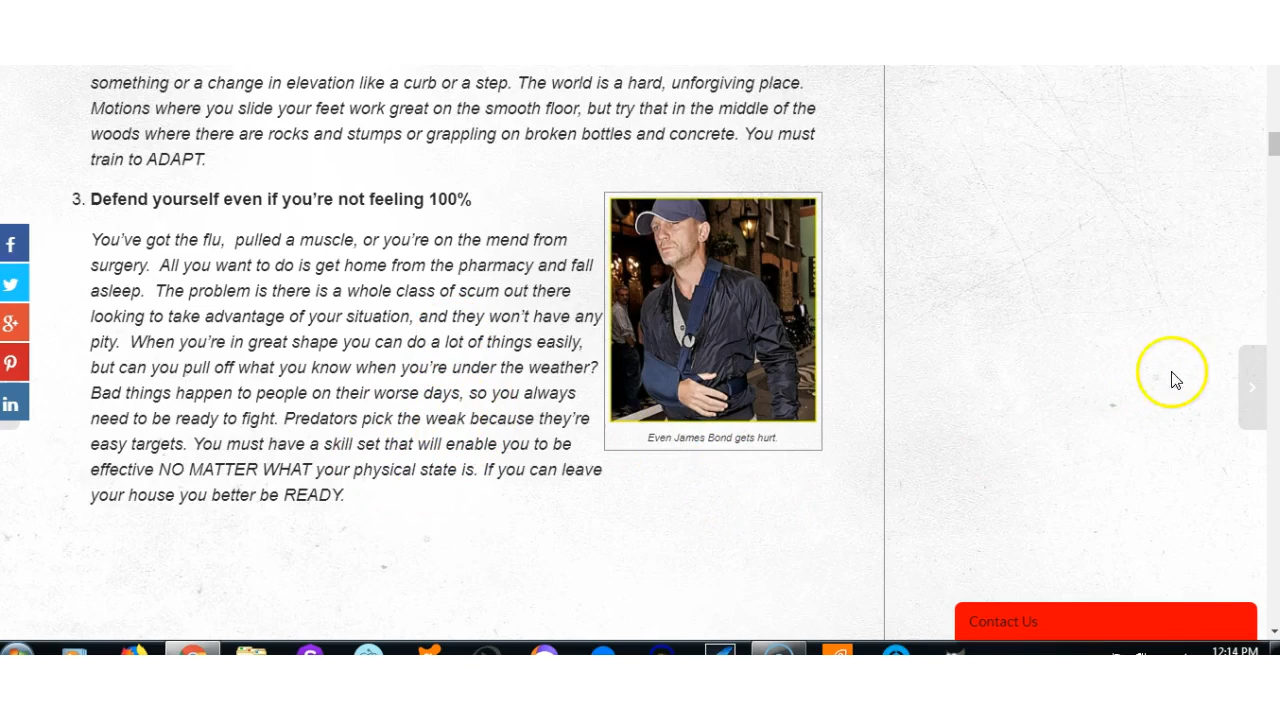 something or a change in elevation like a curb or a step. The world is a hard, unforgiving place.
Motions where you slide your feet work great on the smooth floor, but try that in the middle of the
woods where there are rocks and stumps or grappling on broken bottles and concrete. You must
train to ADAPT.
3. Defend yourself even if you’re not feeling 100%
You’ve got the flu, pulled a muscle, or you’re on the mend from
surgery. All you want to do is get home from the pharmacy and fall
asleep. The problem is there is a whole class of scum out there
looking to take advantage of your situation, and they won’t have any
pity. When you’re in great shape you can do a lot of things easily,
but can you pull off what you know when you’re under the weather?
Bad things happen to people on their worse days, so you always
need to be ready to fight. Predators pick the weak because they’re
easy targets. You must have a skill set that will enable you to be
effective NO MATTER WHAT your physical state is. If you can leave
your house you better be READY.
Even James Bond gets hurt.
f
g+
in
Contact Us
12:14 PM